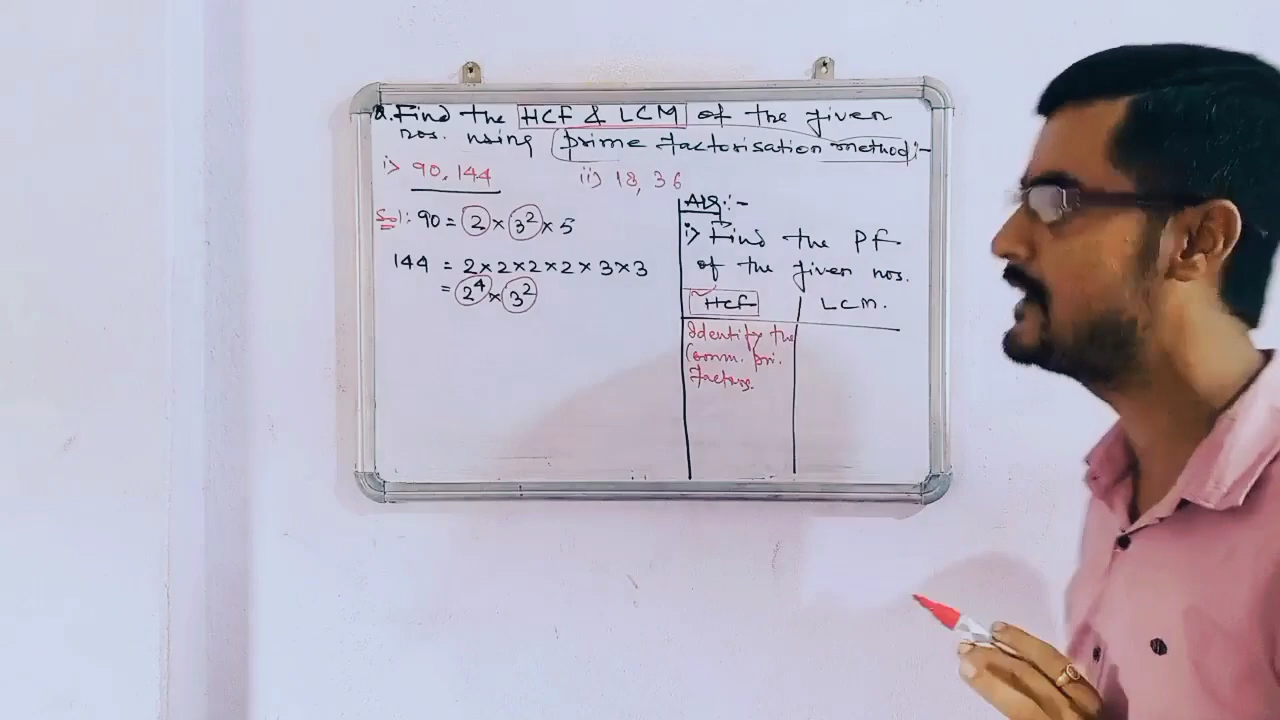 Q. Find the HCF & LCM of the given
nos. using prime factorisation method:-
i> 90, 144
ii> 18, 36
Sol: 90 = 2 × 3² × 5
144 = 2×2×2×2×3×3
= 2⁴ × 3²
:-
i> Find the PF
of the given nos.
HCF
LCM.
Identify the
Comm. pri.
factors.